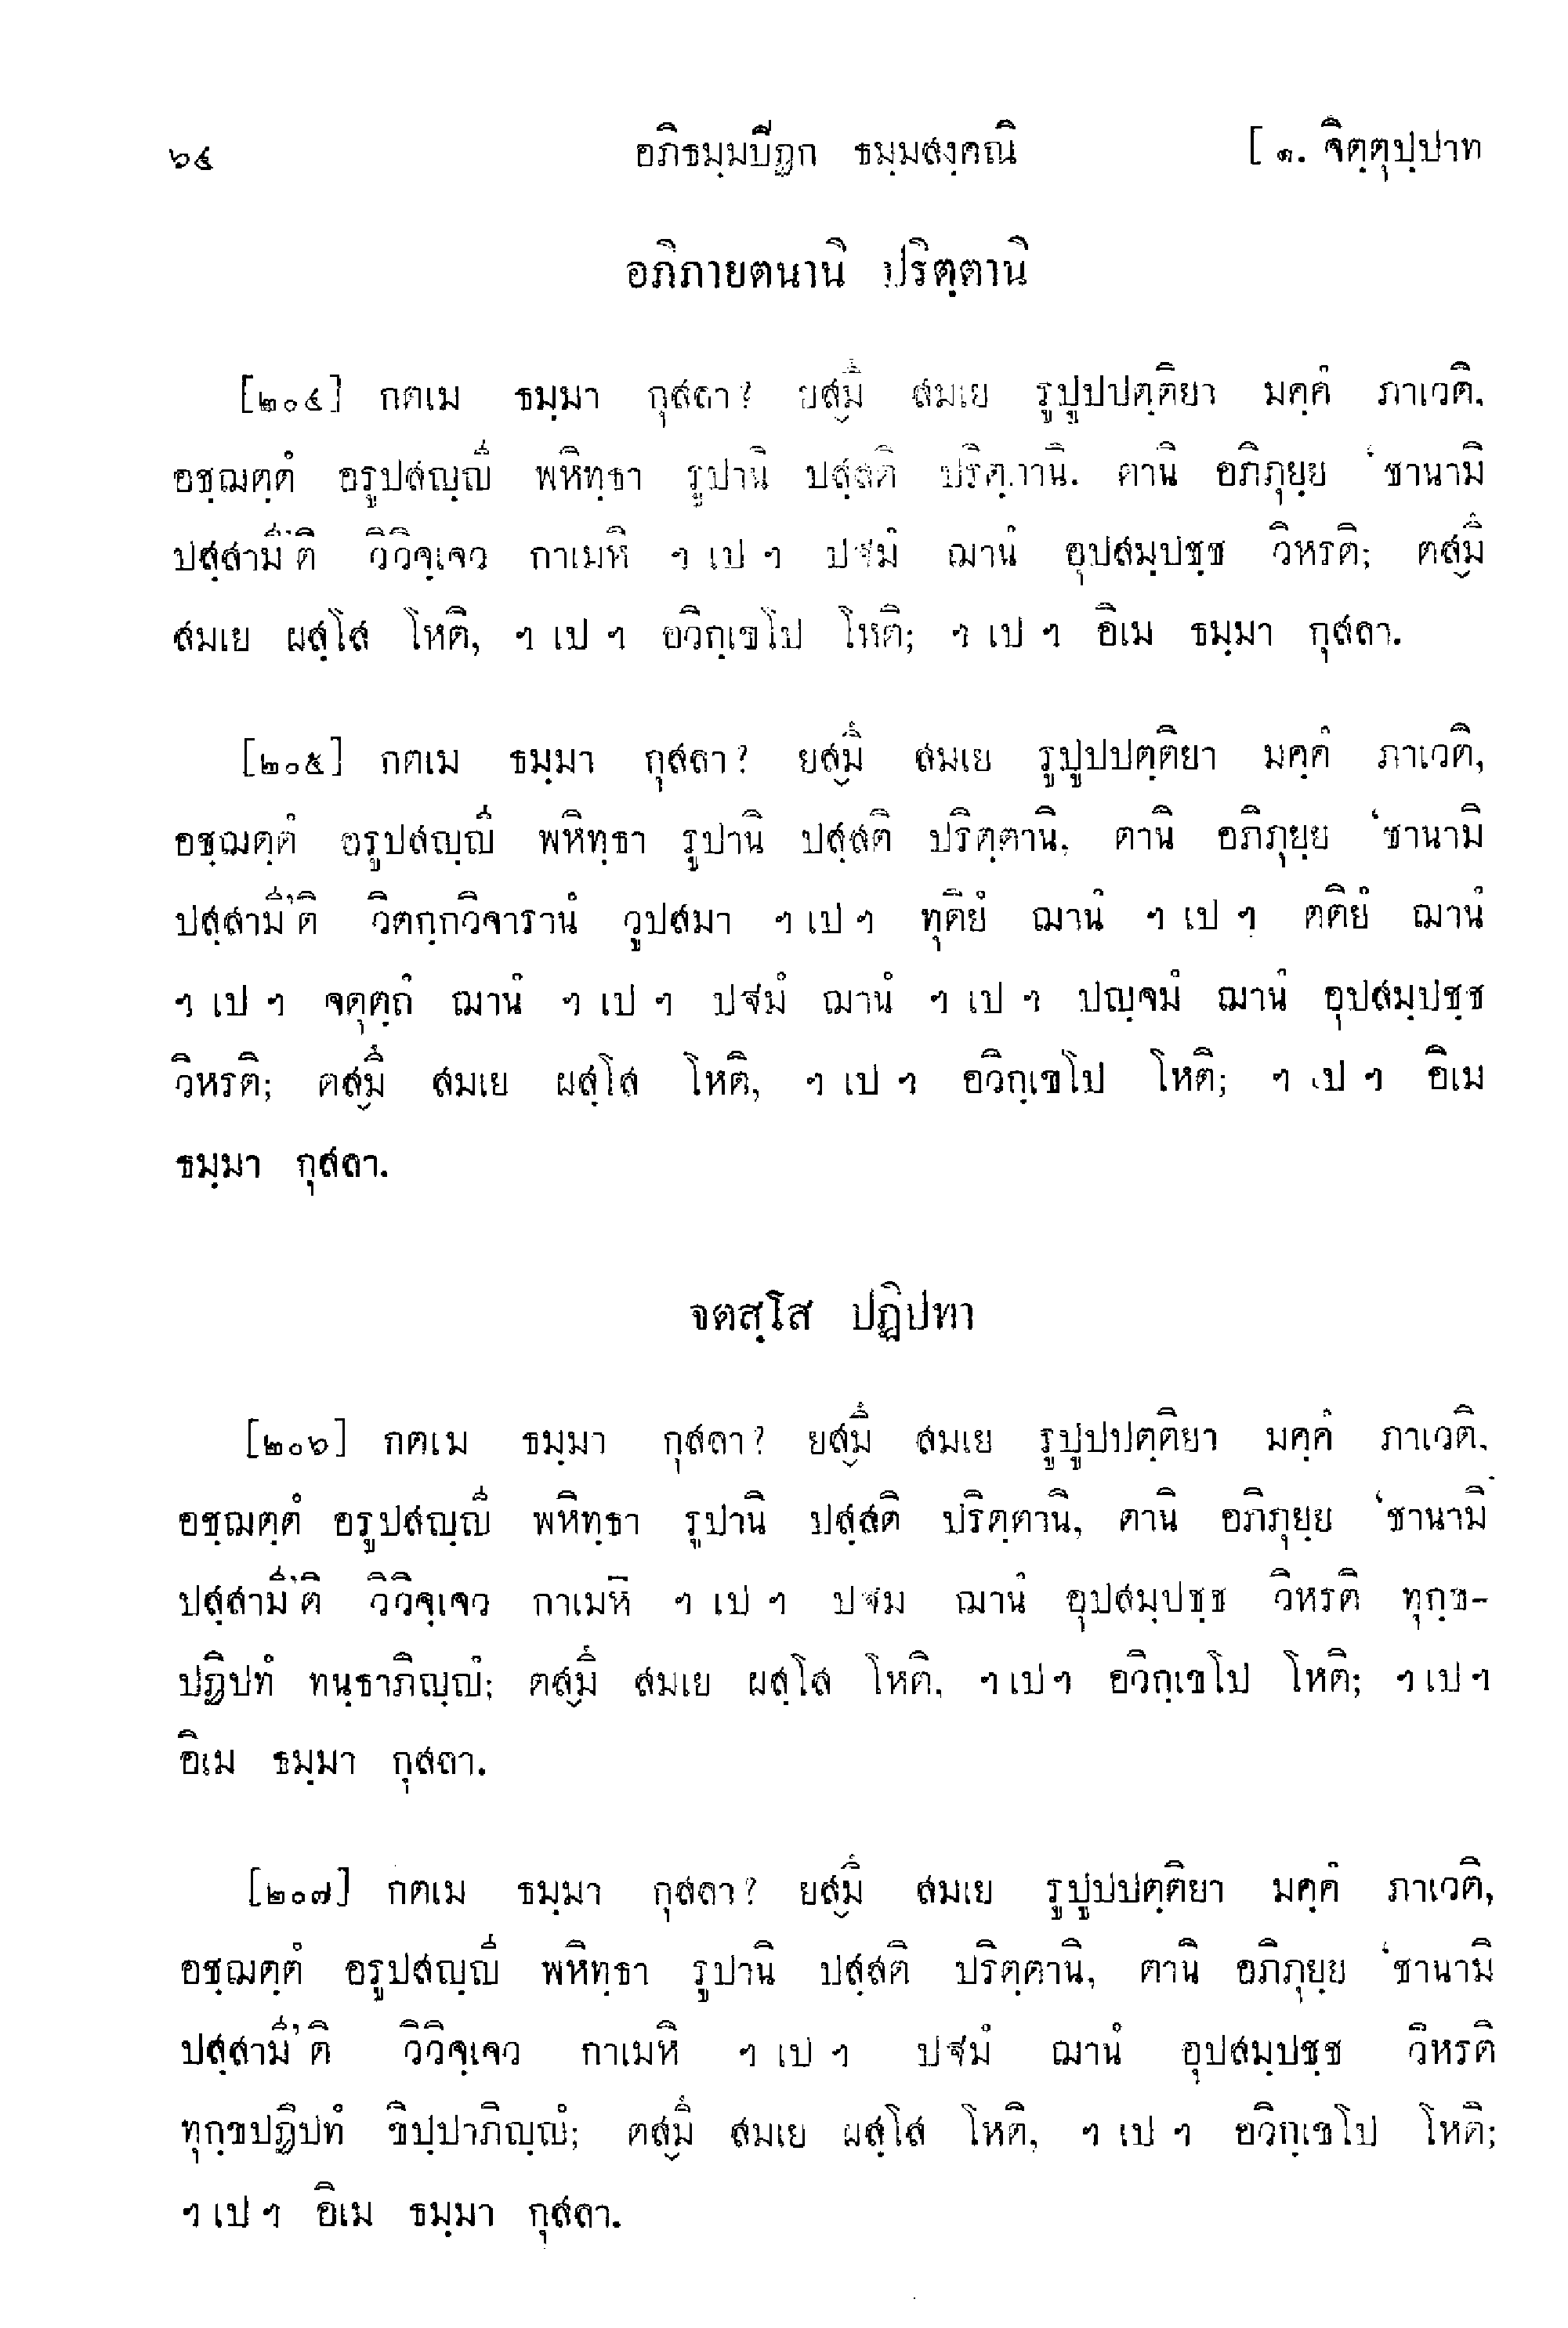 ๖๔ อภิธมฺมปีฏก ธมฺมสงฺคณิ [ ๑. จิตฺตุปฺปาท
อภิภายตนานิ ปริตฺตานิ
[๒๐๔] กตเม ธมฺมา กุสลา? ยสฺมึ สมเย รูปูปปตฺติยา มคฺคํ ภาเวติ,
อชฺฌตฺตํ อรูปสญฺญี พหิทฺธา รูปานิ ปสฺสติ ปริตฺตานิ, ตานิ อภิภุยฺย ‘ชานามิ
ปสฺสามี’ติ วิวิจฺเจว กาเมหิ ฯ เป ฯ ปฐมํ ฌานํ อุปสมฺปชฺช วิหรติ; ตสฺมึ
สมเย ผสฺโส โหติ, ฯ เป ฯ อวิกฺเขโป โหติ; ฯ เป ฯ อิเม ธมฺมา กุสลา.
[๒๐๕] กตเม ธมฺมา กุสลา? ยสฺมึ สมเย รูปูปปตฺติยา มคฺคํ ภาเวติ,
อชฺฌตฺตํ อรูปสญฺญี พหิทฺธา รูปานิ ปสฺสติ ปริตฺตานิ, ตานิ อภิภุยฺย ‘ชานามิ
ปสฺสามี’ติ วิตกฺกวิจารานํ วูปสมา ฯ เป ฯ ทุติยํ ฌานํ ฯ เป ฯ ตติยํ ฌานํ
ฯ เป ฯ จตุตฺถํ ฌานํ ฯ เป ฯ ปฐมํ ฌานํ ฯ เป ฯ ปญฺจมํ ฌานํ อุปสมฺปชฺช
วิหรติ; ตสฺมึ สมเย ผสฺโส โหติ, ฯ เป ฯ อวิกฺเขโป โหติ; ฯ เป ฯ อิเม
ธมฺมา กุสลา.
จตสฺโส ปฏิปทา
[๒๐๖] กตเม ธมฺมา กุสลา? ยสฺมึ สมเย รูปูปปตฺติยา มคฺคํ ภาเวติ,
อชฺฌตฺตํ อรูปสญฺญี พหิทฺธา รูปานิ ปสฺสติ ปริตฺตานิ, ตานิ อภิภุยฺย ‘ชานามิ
ปสฺสามี’ติ วิวิจฺเจว กาเมหิ ฯ เป ฯ ปฐม ฌานํ อุปสมฺปชฺช วิหรติ ทุกฺข-
ปฏิปทํ ทนฺธาภิญฺญํ; ตสฺมึ สมเย ผสฺโส โหติ, ฯ เป ฯ อวิกฺเขโป โหติ; ฯ เป ฯ
อิเม ธมฺมา กุสลา.
[๒๐๗] กตเม ธมฺมา กุสลา? ยสฺมึ สมเย รูปูปปตฺติยา มคฺคํ ภาเวติ,
อชฺฌตฺตํ อรูปสญฺญี พหิทฺธา รูปานิ ปสฺสติ ปริตฺตานิ, ตานิ อภิภุยฺย ‘ชานามิ
ปสฺสามี’ติ วิวิจฺเจว กาเมหิ ฯ เป ฯ ปฐมํ ฌานํ อุปสมฺปชฺช วิหรติ
ทุกฺขปฏิปทํ ขิปฺปาภิญฺญํ; ตสฺมึ สมเย ผสฺโส โหติ, ฯ เป ฯ อวิกฺเขโป โหติ;
ฯ เป ฯ อิเม ธมฺมา กุสลา.